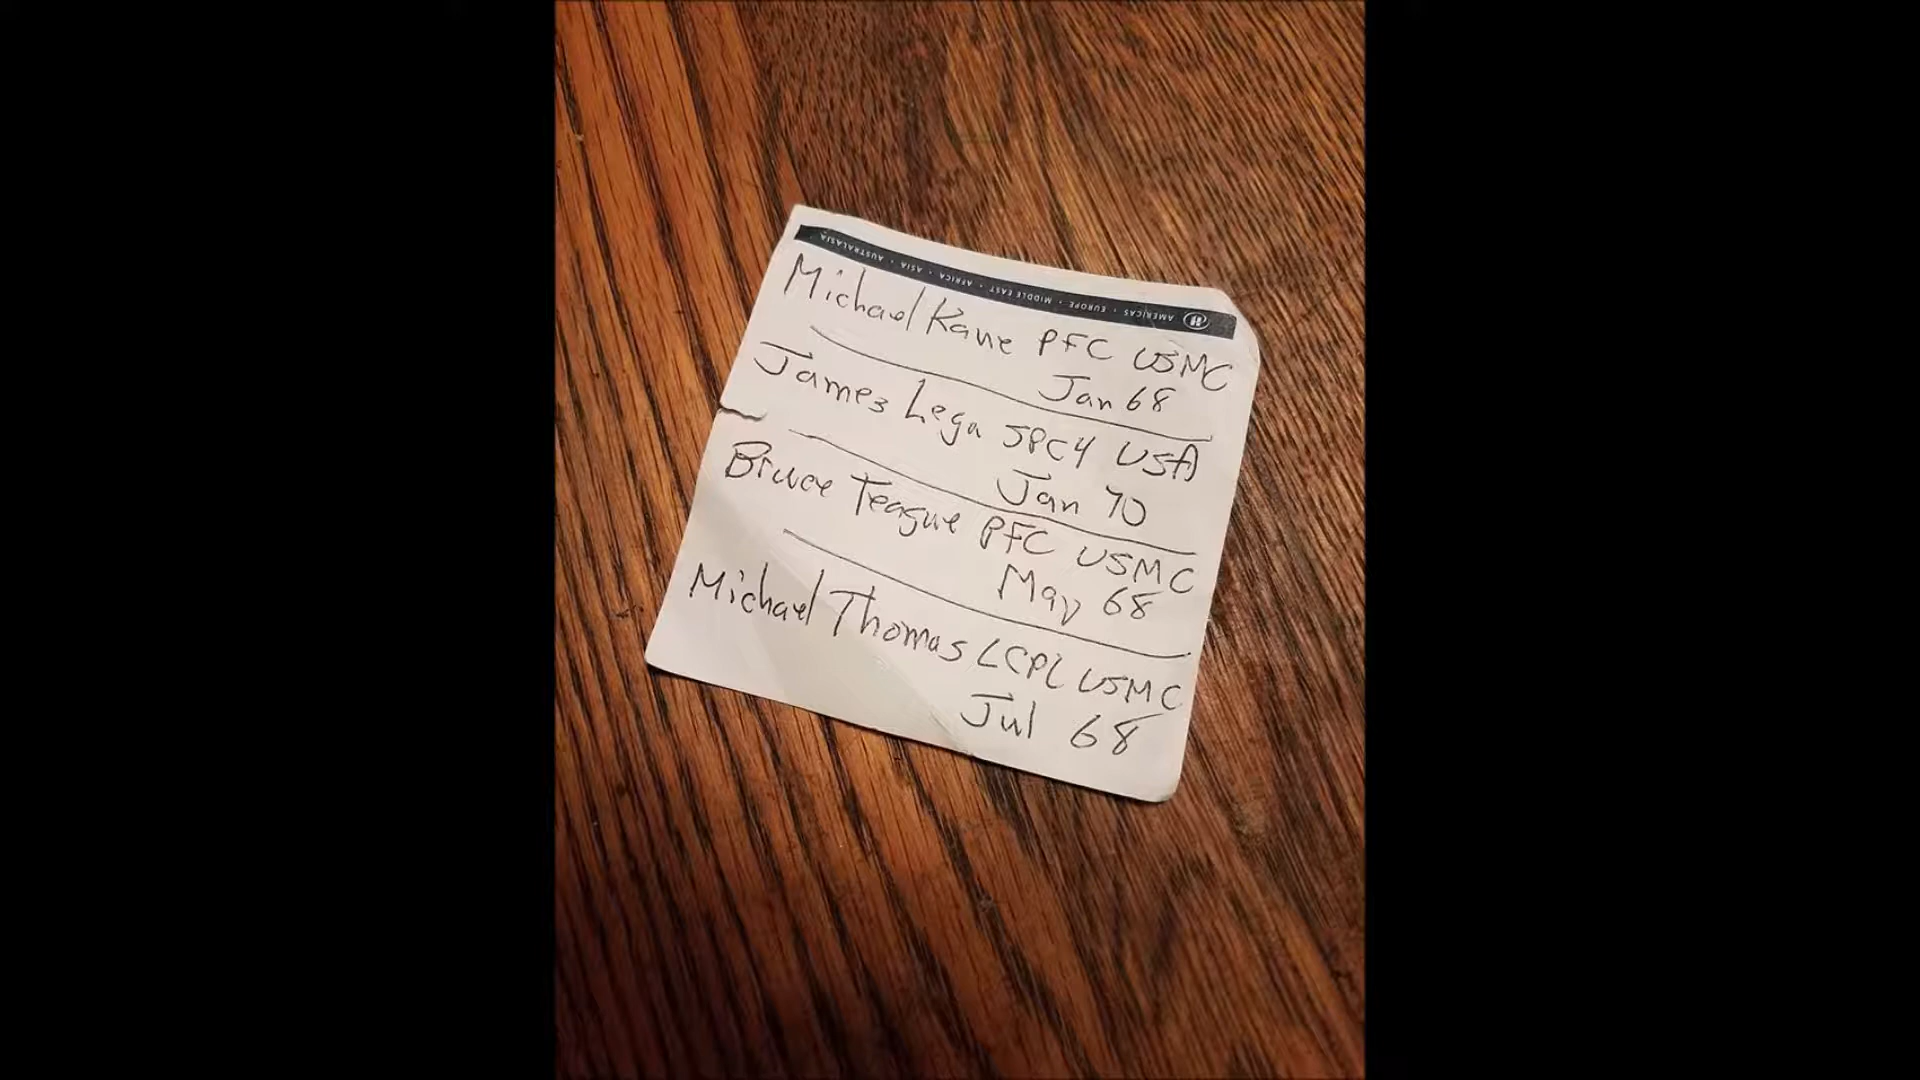 AMERICAS · EUROPE · MIDDLE EAST · AFRICA · ASIA · AUSTRALASIA
Michael Kane PFC USMC
Jan 68
James Lega SPC4 USA
Jan 70
Bruce Teague PFC USMC
May 68
Michael Thomas LCPL USMC
Jul 68